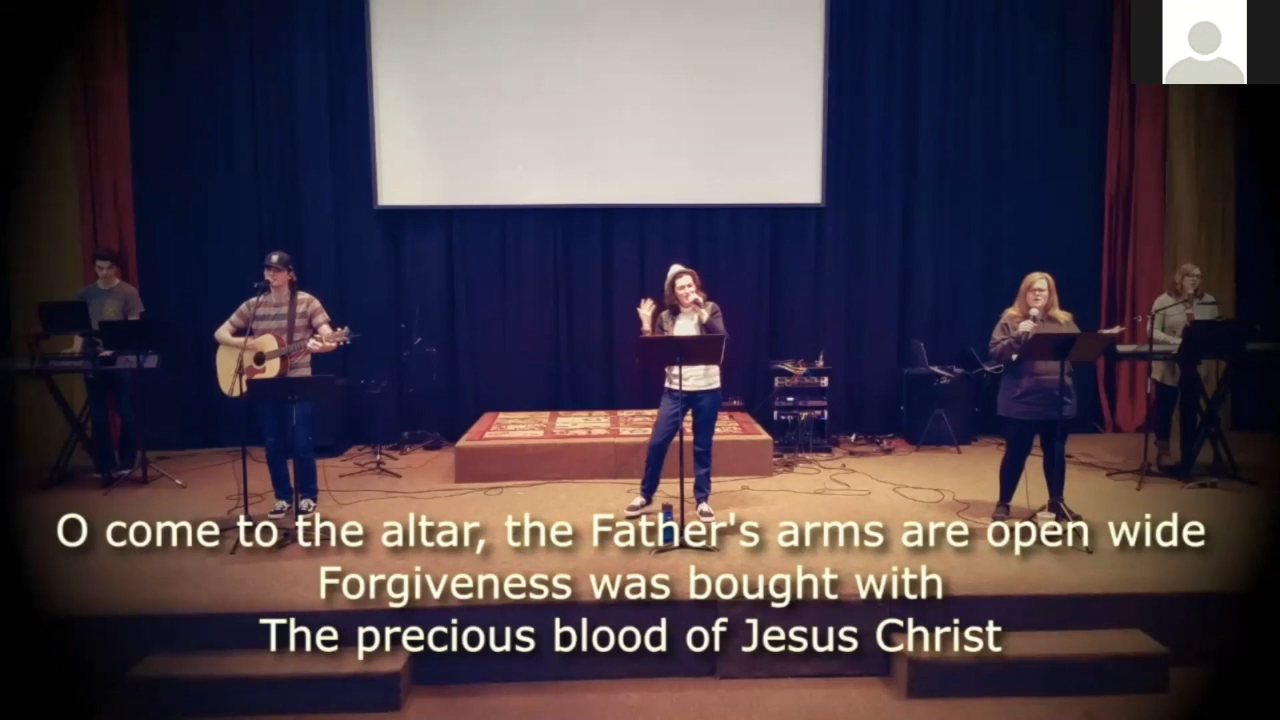 O come to the altar, the Father's arms are open wide
Forgiveness was bought with
The precious blood of Jesus Christ